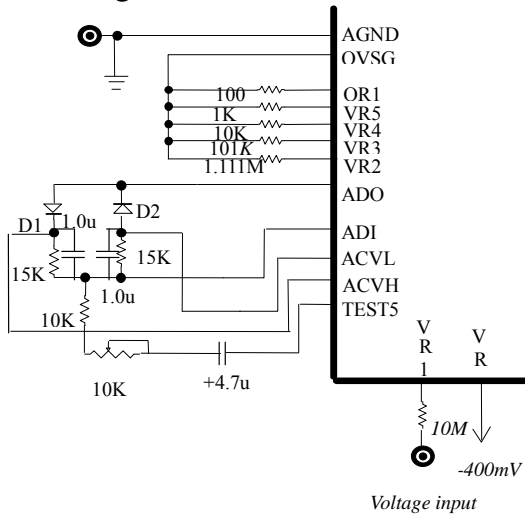 AGND
OVSG
100 OR1
1K VR5
10K VR4
101K VR3
1.111M VR2
ADO
D1 1.0u D2
ADI
15K 15K ACVL
1.0u ACVH
10K TEST5
10K +4.7u
V
R
1
V
R
10M
-400mV
Voltage input